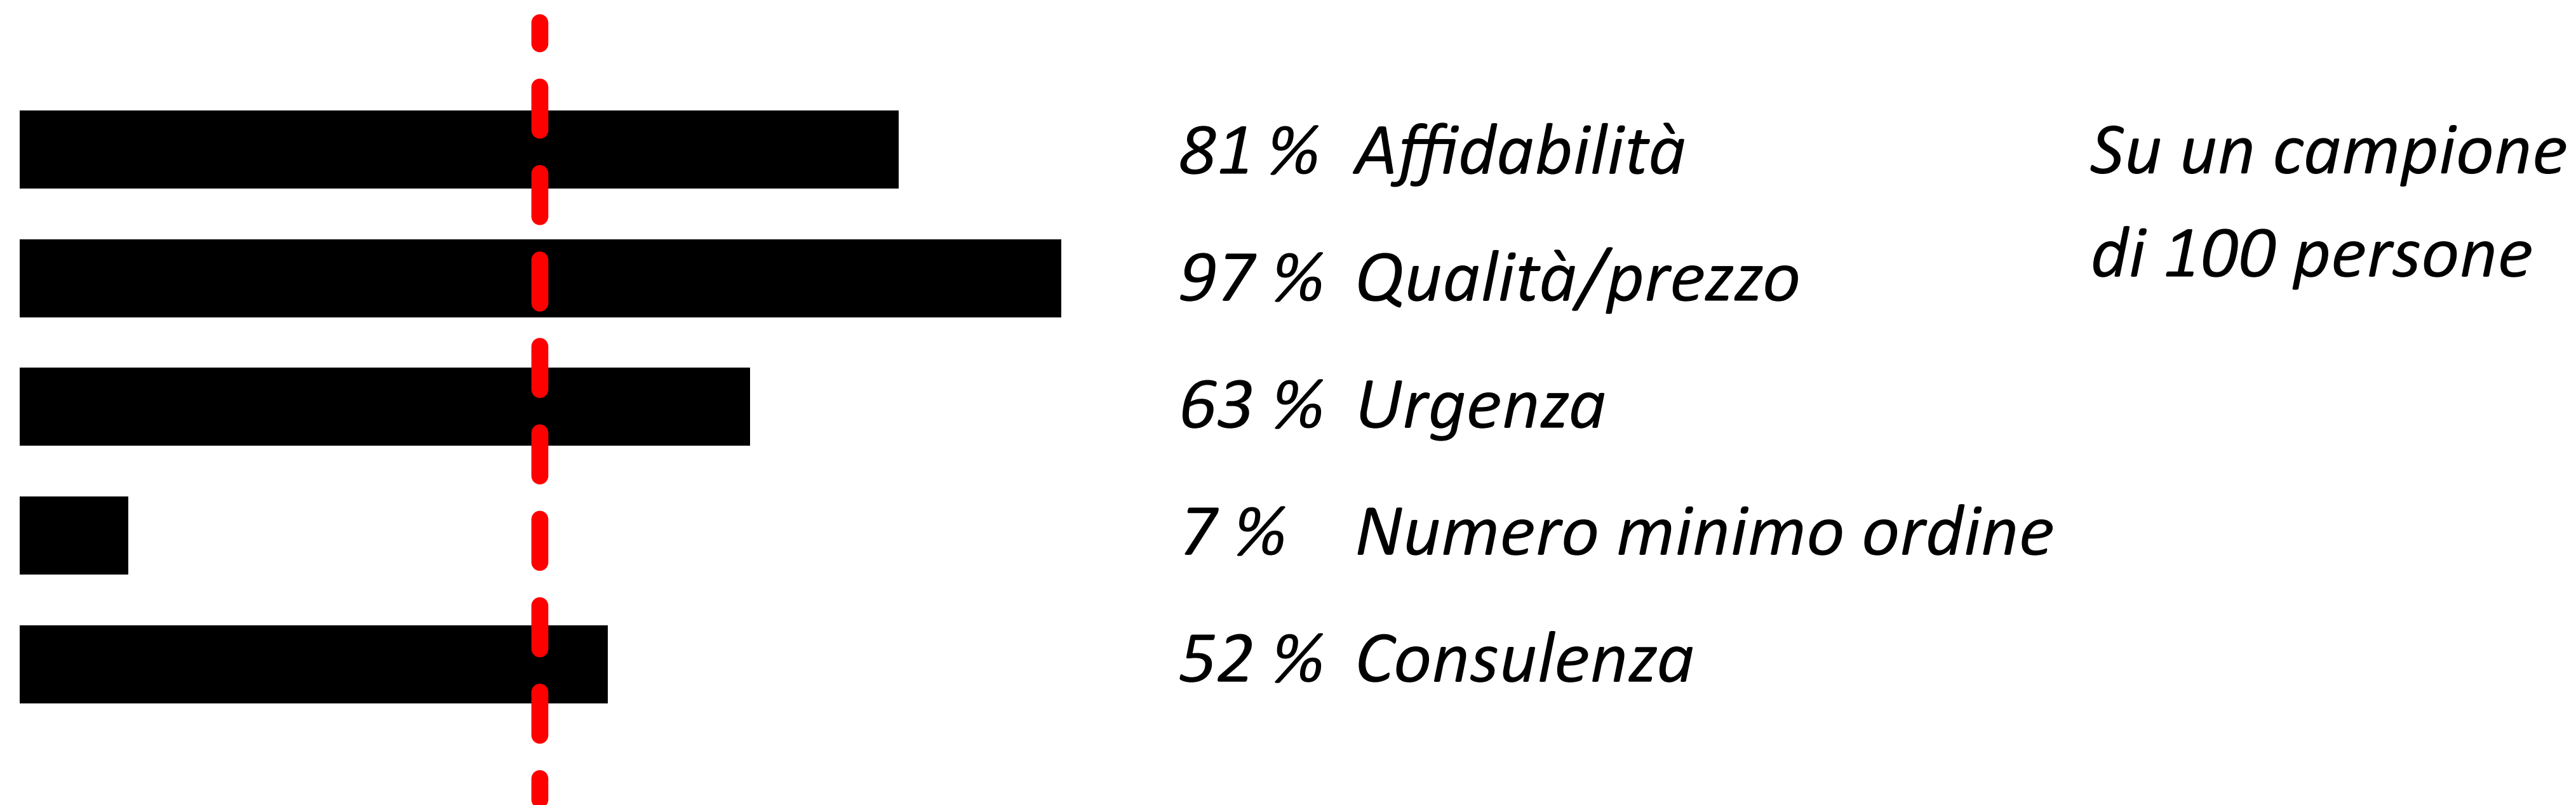 81 % Affidabilità
97 % Qualità/prezzo
63 % Urgenza
7 % Numero minimo ordine
52 % Consulenza
Su un campione
di 100 persone